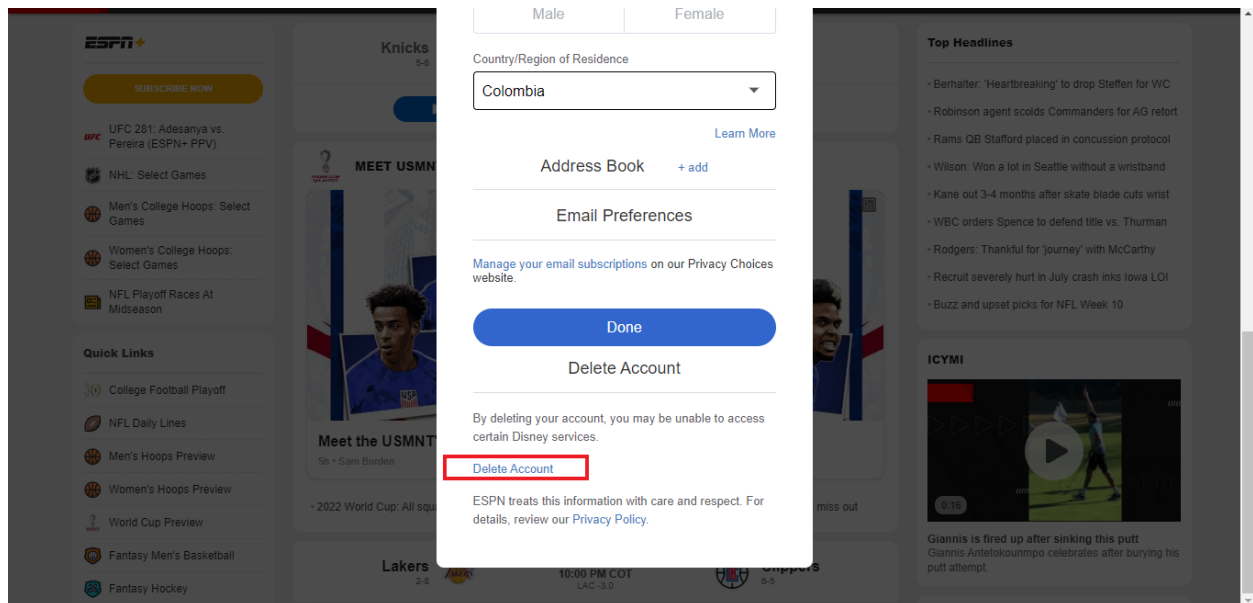 ESPN+
SUBSCRIBE NOW
UFC
UFC 281: Adesanya vs.
Pereira (ESPN+ PPV)
NHL: Select Games
Men's College Hoops: Select
Games
Women's College Hoops:
Select Games
NFL Playoff Races At
Midseason
Quick Links
College Football Playoff
NFL Daily Lines
Men's Hoops Preview
Women's Hoops Preview
World Cup Preview
Fantasy Men's Basketball
Fantasy Hockey
Knicks
5-6
MEET USMN
Meet the USMNT
5h • Sam Borden
• 2022 World Cup: All squ
miss out
Lakers
2-8
10:00 PM COT
LAC -3.0
Clippers
6-5
Male
Female
Country/Region of Residence
Colombia
Learn More
Address Book
+ add
Email Preferences
Manage your email subscriptions on our Privacy Choices
website.
Done
Delete Account
By deleting your account, you may be unable to access
certain Disney services.
Delete Account
ESPN treats this information with care and respect. For
details, review our Privacy Policy.
Top Headlines
• Berhalter: 'Heartbreaking' to drop Steffen for WC
• Robinson agent scolds Commanders for AG retort
• Rams QB Stafford placed in concussion protocol
• Wilson: Won a lot in Seattle without a wristband
• Kane out 3-4 months after skate blade cuts wrist
• WBC orders Spence to defend title vs. Thurman
• Rodgers: Thankful for 'journey' with McCarthy
• Recruit severely hurt in July crash inks Iowa LOI
• Buzz and upset picks for NFL Week 10
ICYMI
0:16
Giannis is fired up after sinking this putt
Giannis Antetokounmpo celebrates after burying his
putt attempt.